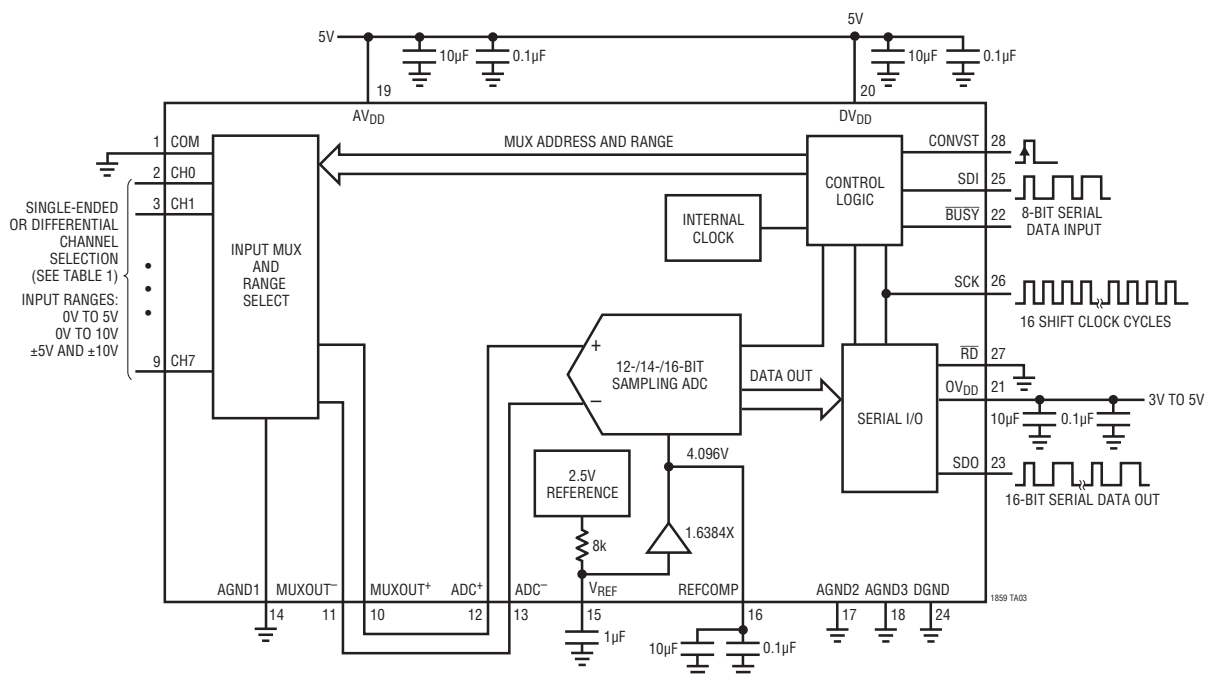 5V
10µF
0.1µF
5V
10µF
0.1µF
19
20
AVDD
DVDD
1 COM
2 CH0
3 CH1
9 CH7
SINGLE-ENDED
OR DIFFERENTIAL
CHANNEL
SELECTION
(SEE TABLE 1)
INPUT RANGES:
0V TO 5V
0V TO 10V
±5V AND ±10V
INPUT MUX
AND
RANGE
SELECT
MUX ADDRESS AND RANGE
INTERNAL
CLOCK
CONTROL
LOGIC
CONVST 28
SDI 25
BUSY 22
8-BIT SERIAL
DATA INPUT
SCK 26
16 SHIFT CLOCK CYCLES
+
–
12-/14-/16-BIT
SAMPLING ADC
DATA OUT
SERIAL I/O
RD 27
OVDD 21
3V TO 5V
10µF
0.1µF
SDO 23
16-BIT SERIAL DATA OUT
4.096V
2.5V
REFERENCE
8k
1.6384X
AGND1
MUXOUT–
MUXOUT+
ADC+
ADC–
VREF
REFCOMP
AGND2
AGND3
DGND
1859 TA03
14
11
10
12
13
15
16
17
18
24
1µF
10µF
0.1µF